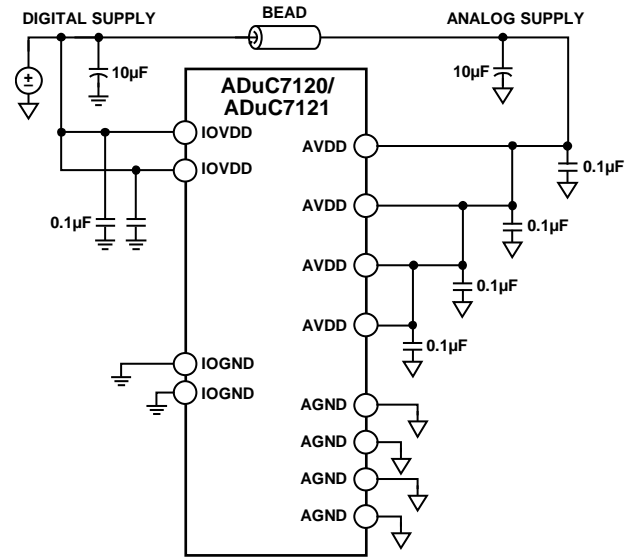 DIGITAL SUPPLY
BEAD
ANALOG SUPPLY
10µF
10µF
ADuC7120/
ADuC7121
IOVDD
IOVDD
0.1µF
AVDD
0.1µF
AVDD
0.1µF
AVDD
0.1µF
AVDD
0.1µF
IOGND
IOGND
AGND
AGND
AGND
AGND